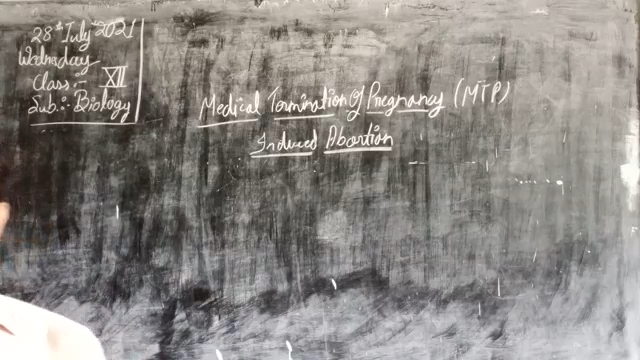 28th July 2021
Wednesday
Class:- XII
Sub:- Biology
Medical Termination Of Pregnancy (MTP)
Induced Abortion